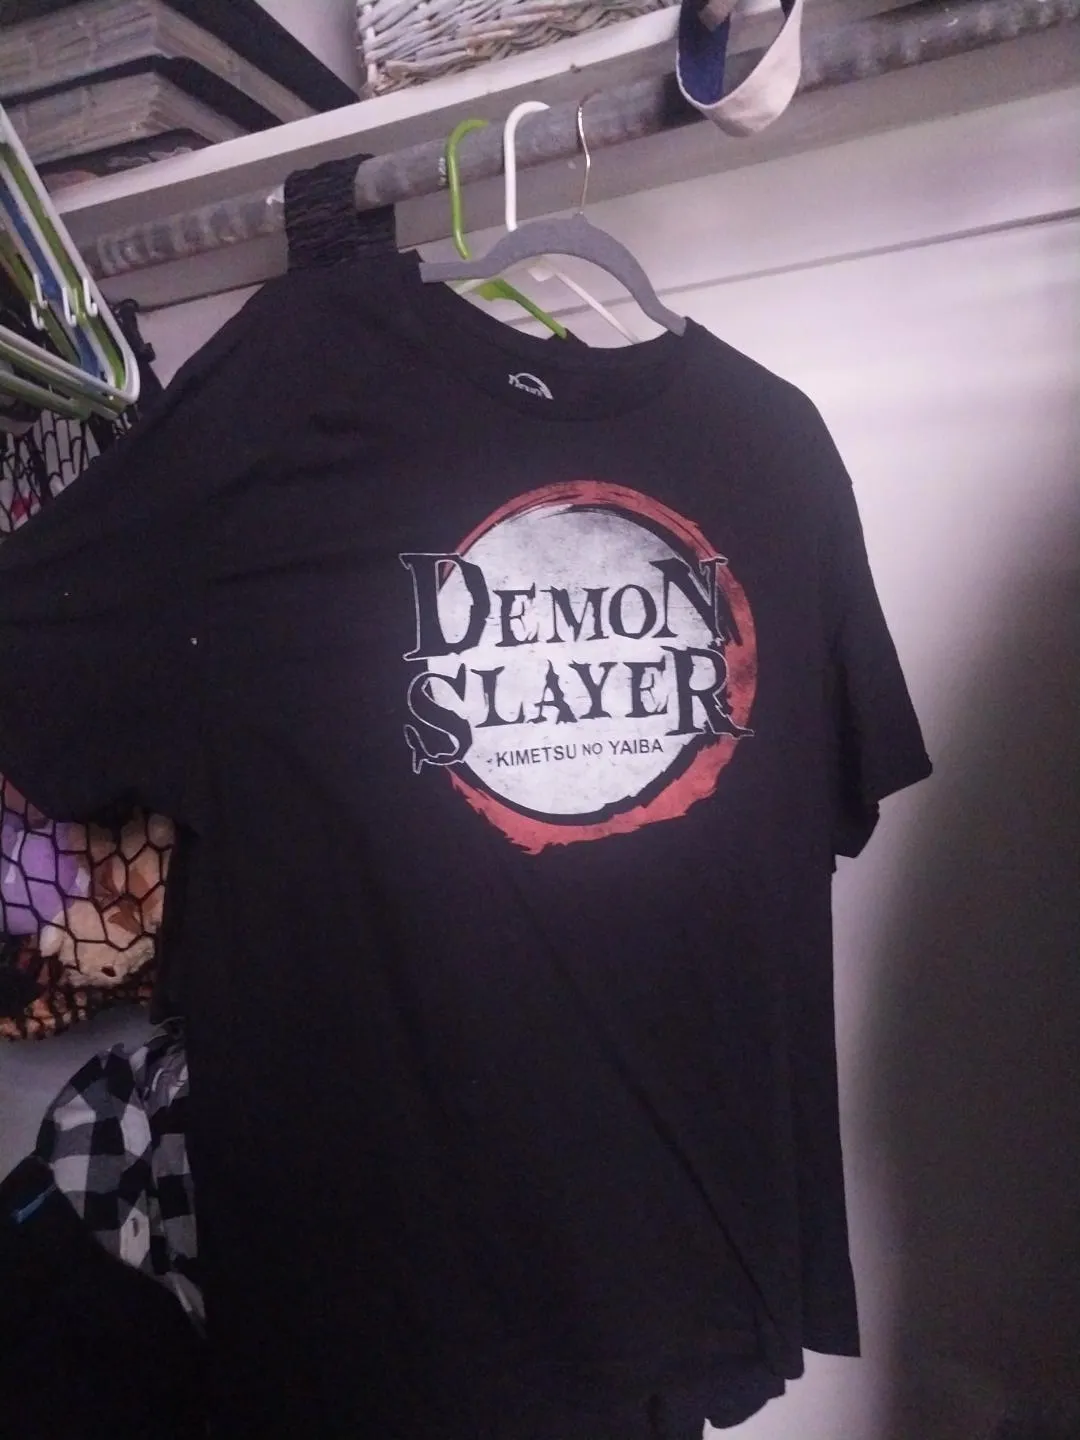 DEMON
SLAYER
-KIMETSU NO YAIBA